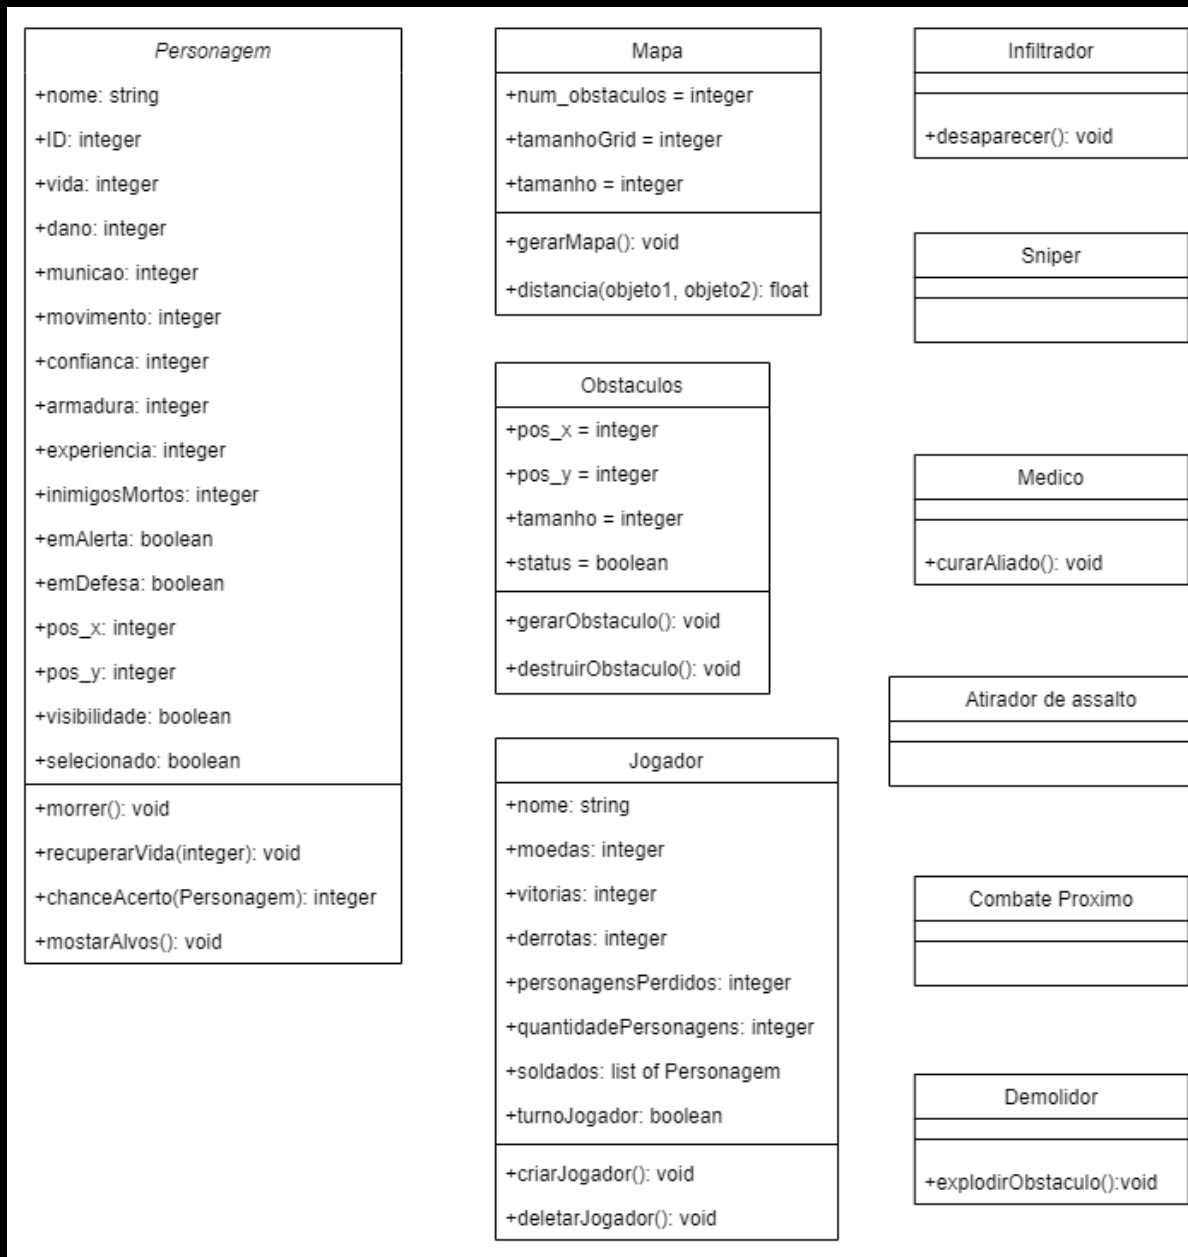 Personagem
+nome: string
+ID: integer
+vida: integer
+dano: integer
+municao: integer
+movimento: integer
+confianca: integer
+armadura: integer
+experiencia: integer
+inimigosMortos: integer
+emAlerta: boolean
+emDefesa: boolean
+pos_x: integer
+pos_y: integer
+visibilidade: boolean
+selecionado: boolean
+morrer(): void
+recuperarVida(integer): void
+chanceAcerto(Personagem): integer
+mostarAlvos(): void
Mapa
+num_obstaculos = integer
+tamanhoGrid = integer
+tamanho = integer
+gerarMapa(): void
+distancia(objeto1, objeto2): float
Obstaculos
+pos_x = integer
+pos_y = integer
+tamanho = integer
+status = boolean
+gerarObstaculo(): void
+destruirObstaculo(): void
Jogador
+nome: string
+moedas: integer
+vitorias: integer
+derrotas: integer
+personagensPerdidos: integer
+quantidadePersonagens: integer
+soldados: list of Personagem
+turnoJogador: boolean
+criarJogador(): void
+deletarJogador(): void
Infiltrador
+desaparecer(): void
Sniper
Medico
+curarAliado(): void
Atirador de assalto
Combate Proximo
Demolidor
+explodirObstaculo():void